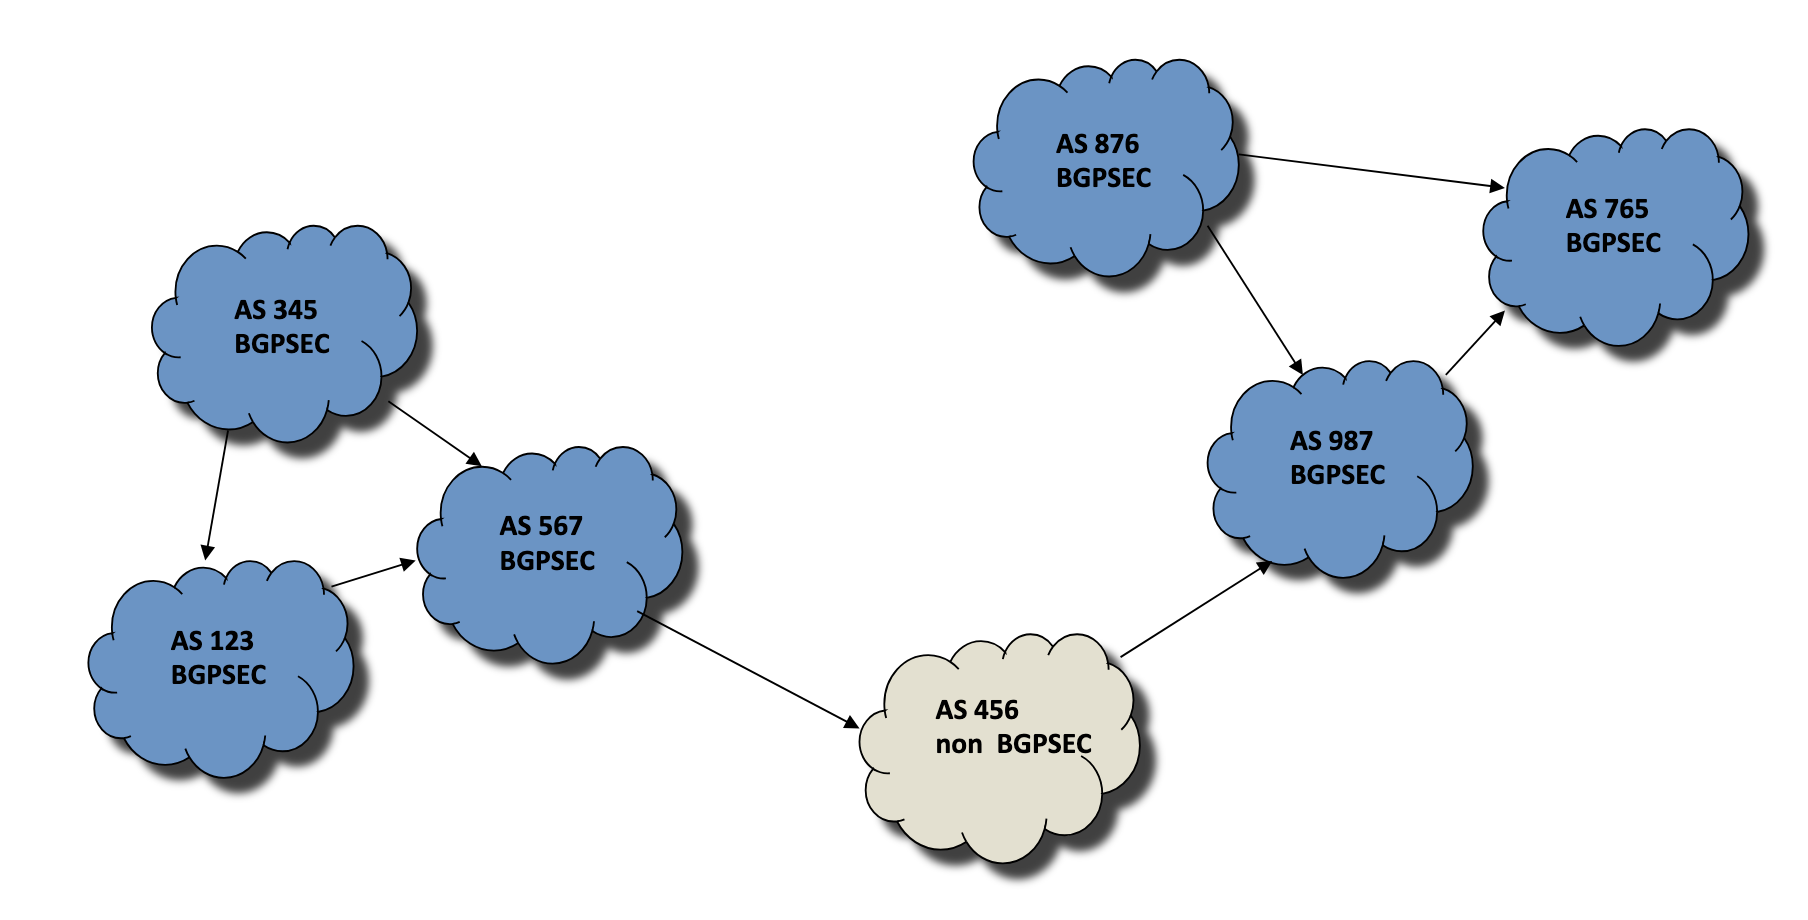 AS 876
BGPSEC
AS 765
BGPSEC
AS 345
BGPSEC
AS 987
BGPSEC
AS 567
BGPSEC
AS 123
BGPSEC
AS 456
non  BGPSEC